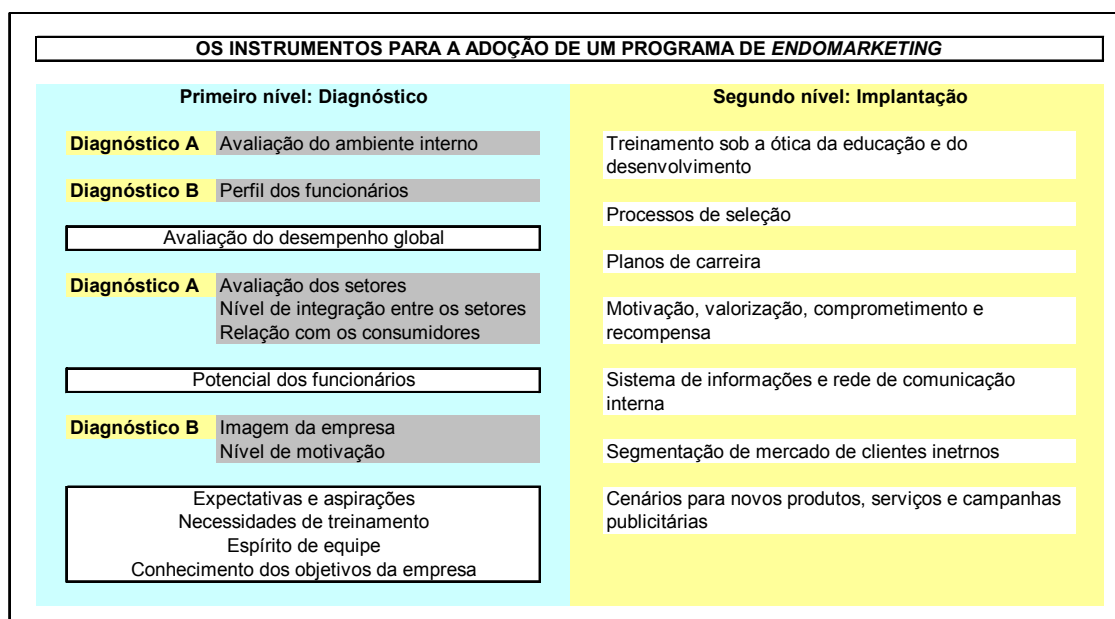 OS INSTRUMENTOS PARA A ADOÇÃO DE UM PROGRAMA DE ENDOMARKETING
Primeiro nível: Diagnóstico
Diagnóstico A Avaliação do ambiente interno
Diagnóstico B Perfil dos funcionários
Avaliação do desempenho global
Diagnóstico A Avaliação dos setores
Nível de integração entre os setores
Relação com os consumidores
Potencial dos funcionários
Diagnóstico B Imagem da empresa
Nível de motivação
Expectativas e aspirações
Necessidades de treinamento
Espírito de equipe
Conhecimento dos objetivos da empresa
Segundo nível: Implantação
Treinamento sob a ótica da educação e do
desenvolvimento
Processos de seleção
Planos de carreira
Motivação, valorização, comprometimento e
recompensa
Sistema de informações e rede de comunicação
interna
Segmentação de mercado de clientes inetrnos
Cenários para novos produtos, serviços e campanhas
publicitárias